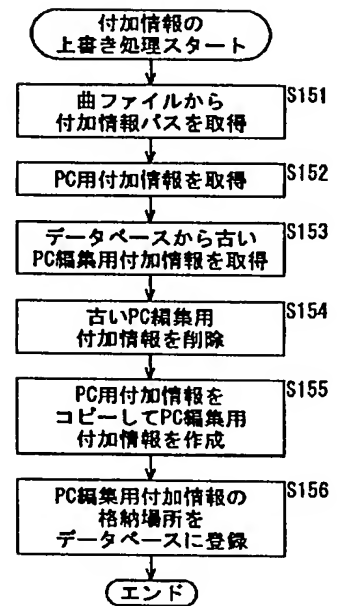 付加情報の
上書き処理スタート
曲ファイルから
付加情報パスを取得
S151
PC用付加情報を取得
S152
データベースから古い
PC編集用付加情報を取得
S153
古いPC編集用
付加情報を削除
S154
PC用付加情報を
コピーしてPC編集用
付加情報を作成
S155
PC編集用付加情報の
格納場所を
データベースに登録
S156
エンド